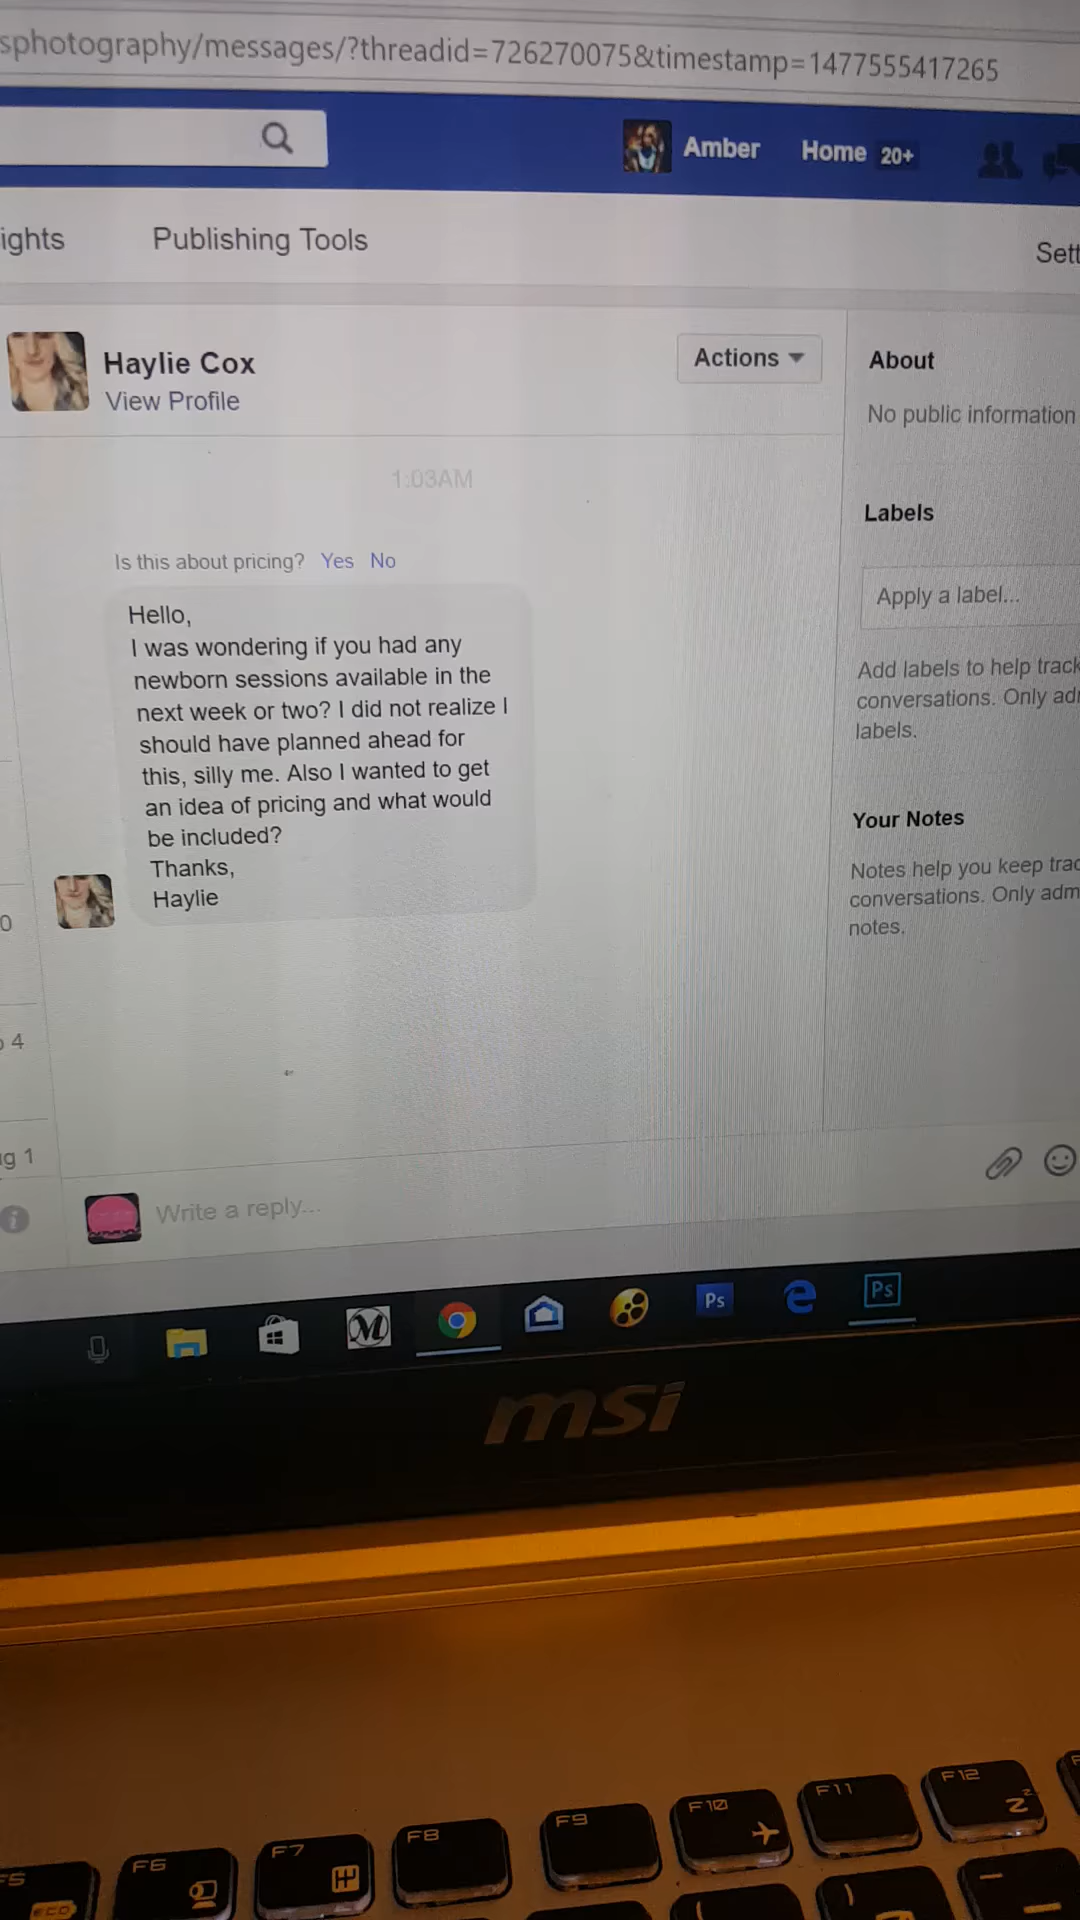 sphotography/messages/?threadid=726270075&timestamp=1477555417265
Amber Home 20+
ights Publishing Tools Sett
Haylie Cox
View Profile
Actions
About
No public information
1:03AM
Labels
Is this about pricing? Yes No
Apply a label...
Hello,
I was wondering if you had any
newborn sessions available in the
next week or two? I did not realize I
should have planned ahead for
this, silly me. Also I wanted to get
an idea of pricing and what would
be included?
Thanks,
Haylie
Add labels to help track
conversations. Only adm
labels.
Your Notes
Notes help you keep trac
conversations. Only adm
notes.
0
4
g 1
Write a reply...
Ps
Ps
msi
F5
F6
F7
F8
F9
F10
F11
F12
ECO
Z
)